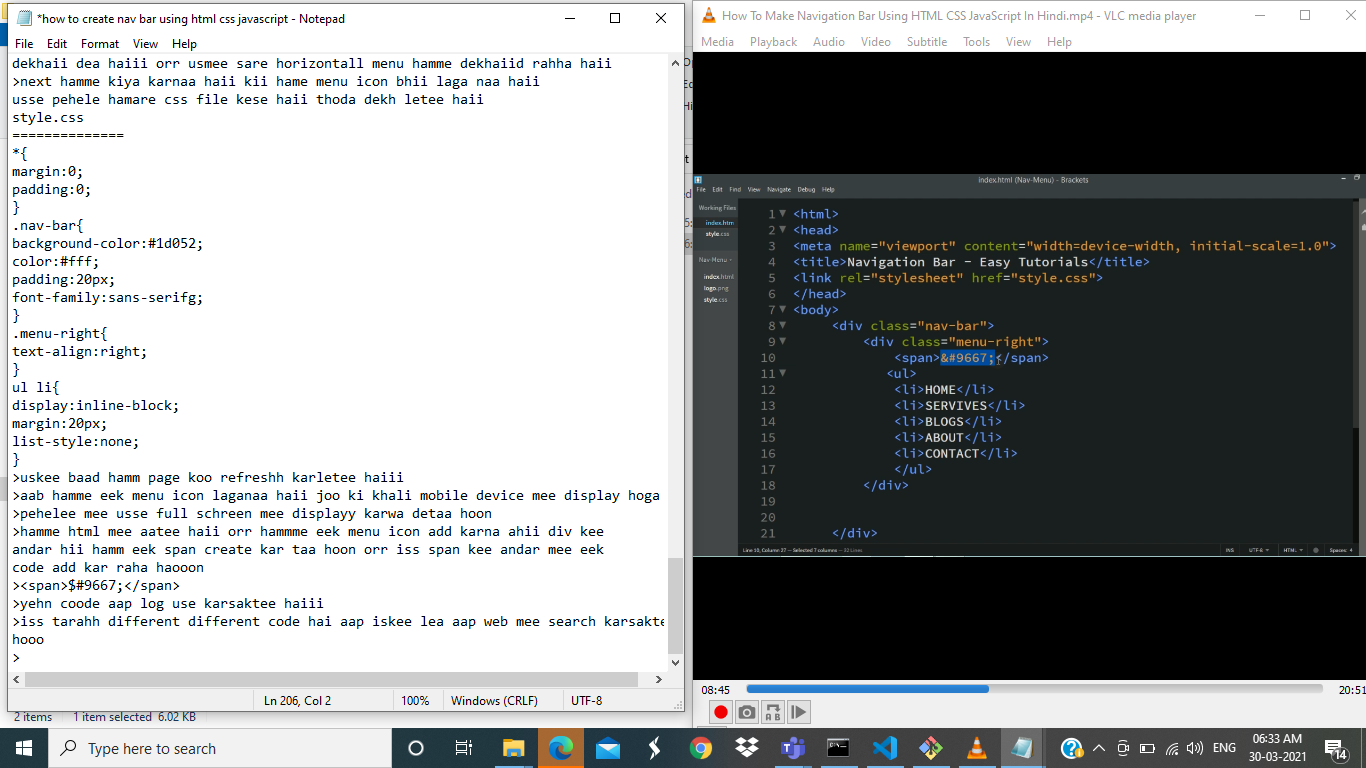 *how to create nav bar using html css javascript - Notepad
File Edit Format View Help
dekhaii dea haiii orr usmee sare horizontall menu hamme dekhaiid rahha haii
>next hamme kiya karnaa haii kii hame menu icon bhii laga naa haii
usse pehele hamare css file kese haii thoda dekh letee haii
style.css
==============
*{
margin:0;
padding:0;
}
.nav-bar{
background-color:#1d052;
color:#fff;
padding:20px;
font-family:sans-serifg;
}
.menu-right{
text-align:right;
}
ul li{
display:inline-block;
margin:20px;
list-style:none;
}
>uskee baad hamm page koo refreshh karletee haiii
>aab hamme eek menu icon laganaa haii joo ki khali mobile device mee display hoga
>pehelee mee usse full schreen mee displayy karwa detaa hoon
>hamme html mee aatee haii orr hammme eek menu icon add karna ahii div kee
andar hii hamm eek span create kar taa hoon orr iss span kee andar mee eek
code add kar raha haooon
><span>$#9667;</span>
>yehn coode aap log use karsaktee haiii
>iss tarahh different different code hai aap iskee lea aap web mee search karsakte
hooo
>
Ln 206, Col 2 100% Windows (CRLF) UTF-8
2 items 1 item selected 6.02 KB
How To Make Navigation Bar Using HTML CSS JavaScript In Hindi.mp4 - VLC media player
Media Playback Audio Video Subtitle Tools View Help
index.html (Nav-Menu) - Brackets
File Edit Find View Navigate Debug Help
Working Files
index.htm
style.css
Nav-Menu
index.html
logo.png
style.css
1 <html>
2 <head>
3 <meta name="viewport" content="width=device-width, initial-scale=1.0">
4 <title>Navigation Bar - Easy Tutorials</title>
5 <link rel="stylesheet" href="style.css">
6 </head>
7 <body>
8 <div class="nav-bar">
9 <div class="menu-right">
10 <span>&#9667;</span>
11 <ul>
12 <li>HOME</li>
13 <li>SERVIVES</li>
14 <li>BLOGS</li>
15 <li>ABOUT</li>
16 <li>CONTACT</li>
17 </ul>
18 </div>
19
20
21 </div>
Line 10, Column 27 — Selected 7 columns — 32 Lines INS UTF-8 HTML Spaces: 4
08:45 20:51
Type here to search
ENG 06:33 AM
30-03-2021
14